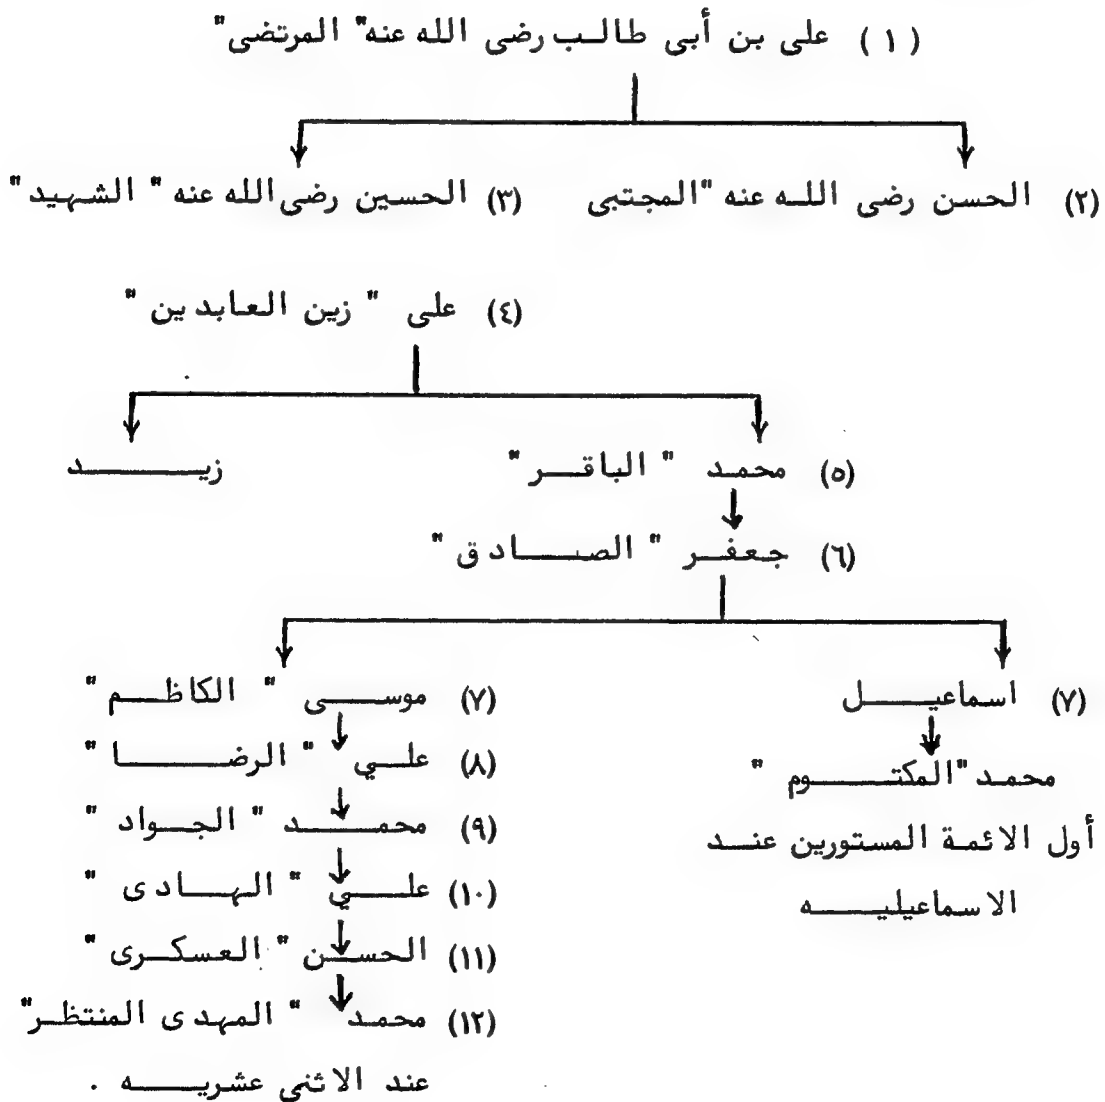 (١) على بن أبى طالب رضى الله عنه "المرتضى"
(٢) الحسن رضى الله عنه "المجتبى
(٣) الحسين رضى الله عنه "الشهيد"
(٤) على "زين العابدين"
(٥) محمد "الباقر"
زيد
(٦) جعفر "الصادق"
(٧) اسماعيل
محمد "المكتوم"
أول الائمة المستورين عند
الاسماعيليه
(٧) موسى "الكاظم"
(٨) علي "الرضا"
(٩) محمد "الجواد"
(١٠) علي "الهادى"
(١١) الحسن "العسكرى"
(١٢) محمد "المهدى المنتظر"
عند الاثنى عشريه .